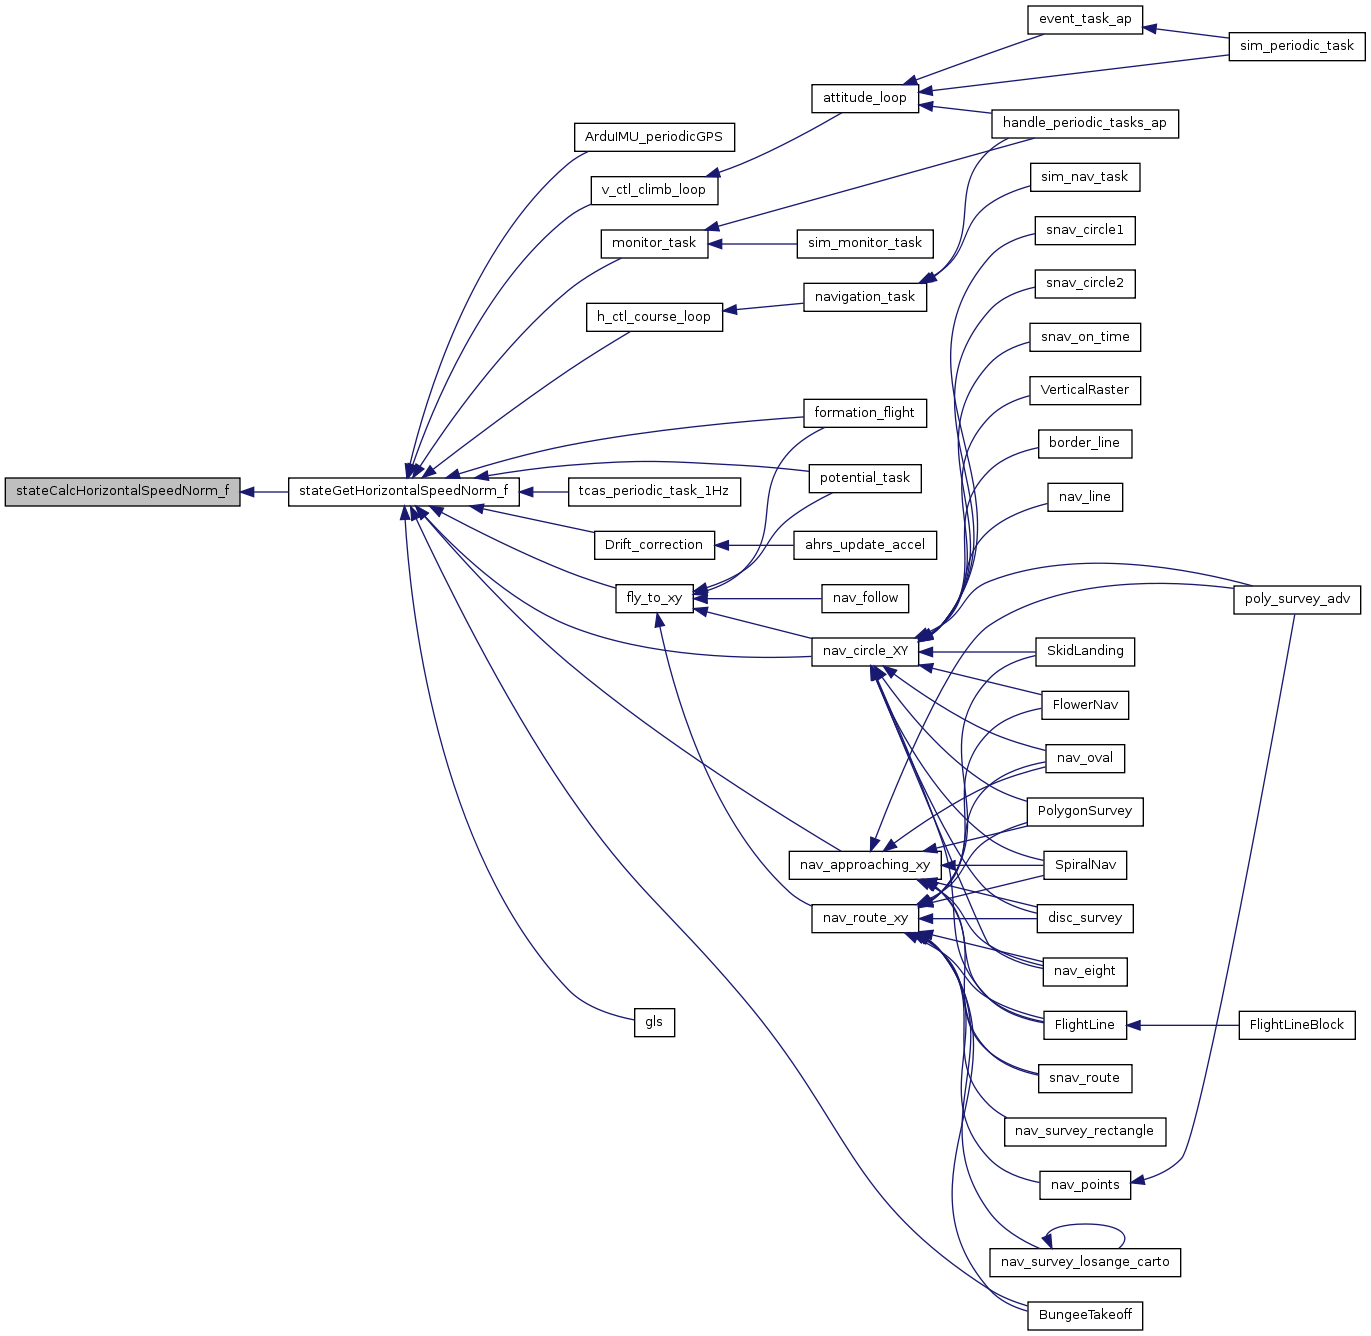 event_task_ap
sim_periodic_task
attitude_loop
handle_periodic_tasks_ap
ArduIMU_periodicGPS
v_ctl_climb_loop
sim_nav_task
monitor_task
sim_monitor_task
snav_circle1
navigation_task
snav_circle2
h_ctl_course_loop
snav_on_time
VerticalRaster
formation_flight
border_line
potential_task
stateCalcHorizontalSpeedNorm_f
stateGetHorizontalSpeedNorm_f
tcas_periodic_task_1Hz
nav_line
Drift_correction
ahrs_update_accel
fly_to_xy
nav_follow
poly_survey_adv
nav_circle_XY
SkidLanding
FlowerNav
nav_oval
PolygonSurvey
nav_approaching_xy
SpiralNav
nav_route_xy
disc_survey
nav_eight
gls
FlightLine
FlightLineBlock
snav_route
nav_survey_rectangle
nav_points
nav_survey_losange_carto
BungeeTakeoff